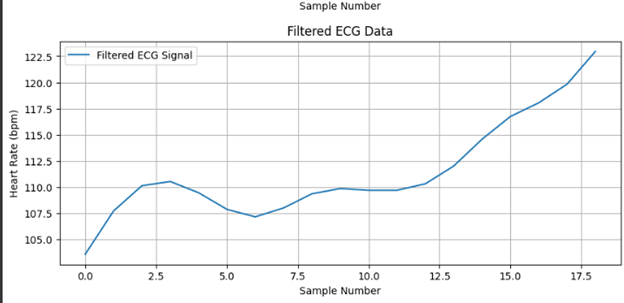 Sample Number
Filtered ECG Data
Filtered ECG Signal
122.5
120.0
117.5
115.0
112.5
110.0
107.5
105.0
Heart Rate (bpm)
0.0 2.5 5.0 7.5 10.0 12.5 15.0 17.5
Sample Number